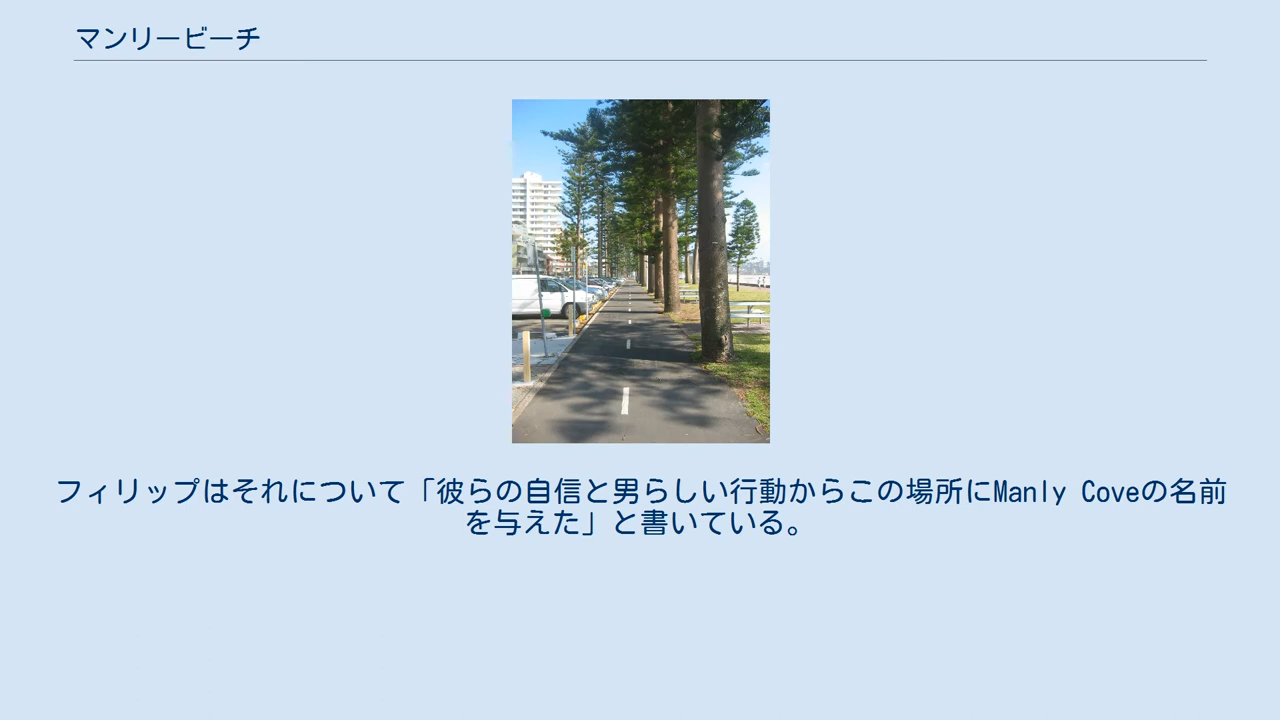 マンリービーチ
フィリップはそれについて「彼らの自信と男らしい行動からこの場所にManly Coveの名前
を与えた」と書いている。